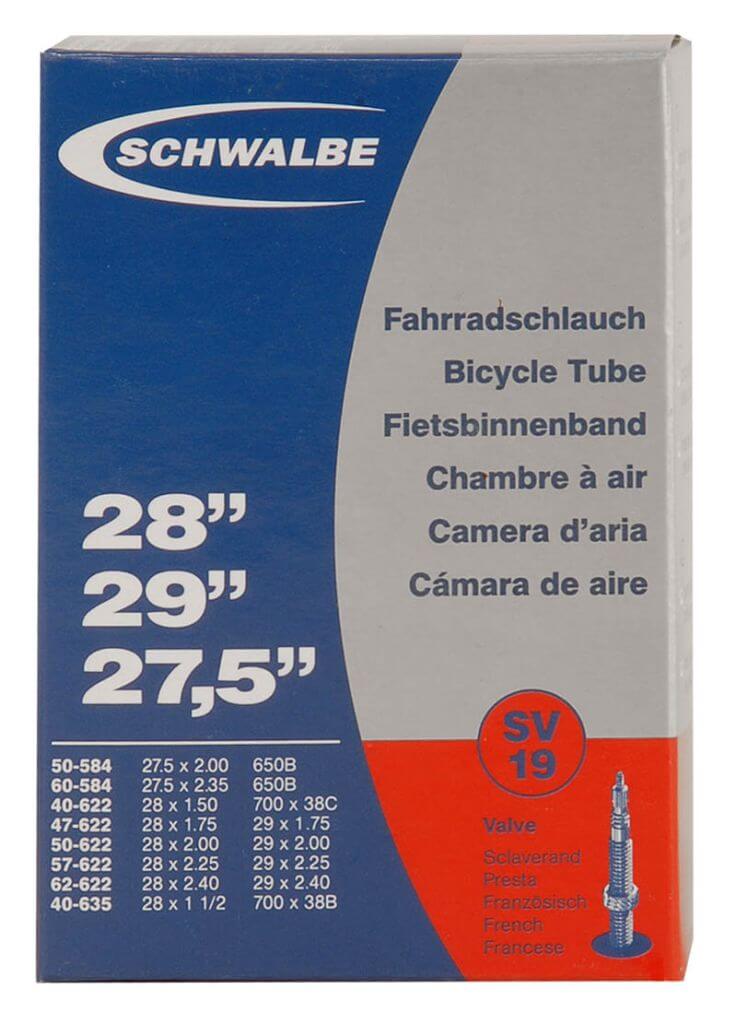 SCHWALBE
Fahrradschlauch
Bicycle Tube
Fietsbinnenband
Chambre à air
Camera d'aria
Cámara de aire
28”
29”
27,5”
50-584 27.5 x 2.00 650B
60-584 27.5 x 2.35 650B
40-622 28 x 1.50 700 x 38C
47-622 28 x 1.75 29 x 1.75
50-622 28 x 2.00 29 x 2.00
57-622 28 x 2.25 29 x 2.25
62-622 28 x 2.40 29 x 2.40
40-635 28 x 1 1/2 700 x 38B
SV
19
Valve
Sclaverand
Presta
Französisch
French
Francese